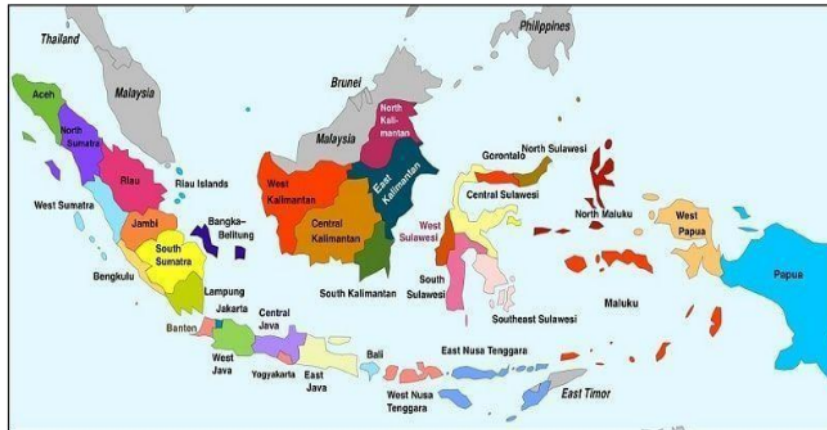 Thailand
Philippines
Aceh
Malaysia
Brunei
North
Kali-
mantan
North
Sumatra
Malaysia
Gorontalo
North Sulawesi
Riau
Riau Islands
West
Kalimantan
East Kalimantan
Central Sulawesi
West Sumatra
North Maluku
West
Papua
Jambi
Bangka-
Belitung
Central
Kalimantan
West
Sulawesi
South
Sumatra
Papua
Bengkulu
South Kalimantan
South
Sulawesi
Lampung
Maluku
Jakarta
Central
Java
Southeast Sulawesi
Banton
West
Java
Yogyakarta
East
Java
Bali
East Nusa Tenggara
West Nusa
Tenggara
East Timor